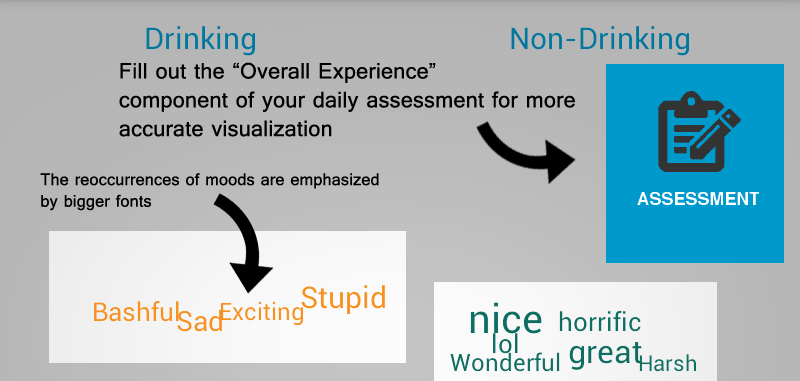 Drinking
Non-Drinking
Fill out the “Overall Experience”
component of your daily assessment for more
accurate visualization
ASSESSMENT
The reoccurrences of moods are emphasized
by bigger fonts
Bashful Sad Exciting Stupid
nice horrific
lol
Wonderful great Harsh